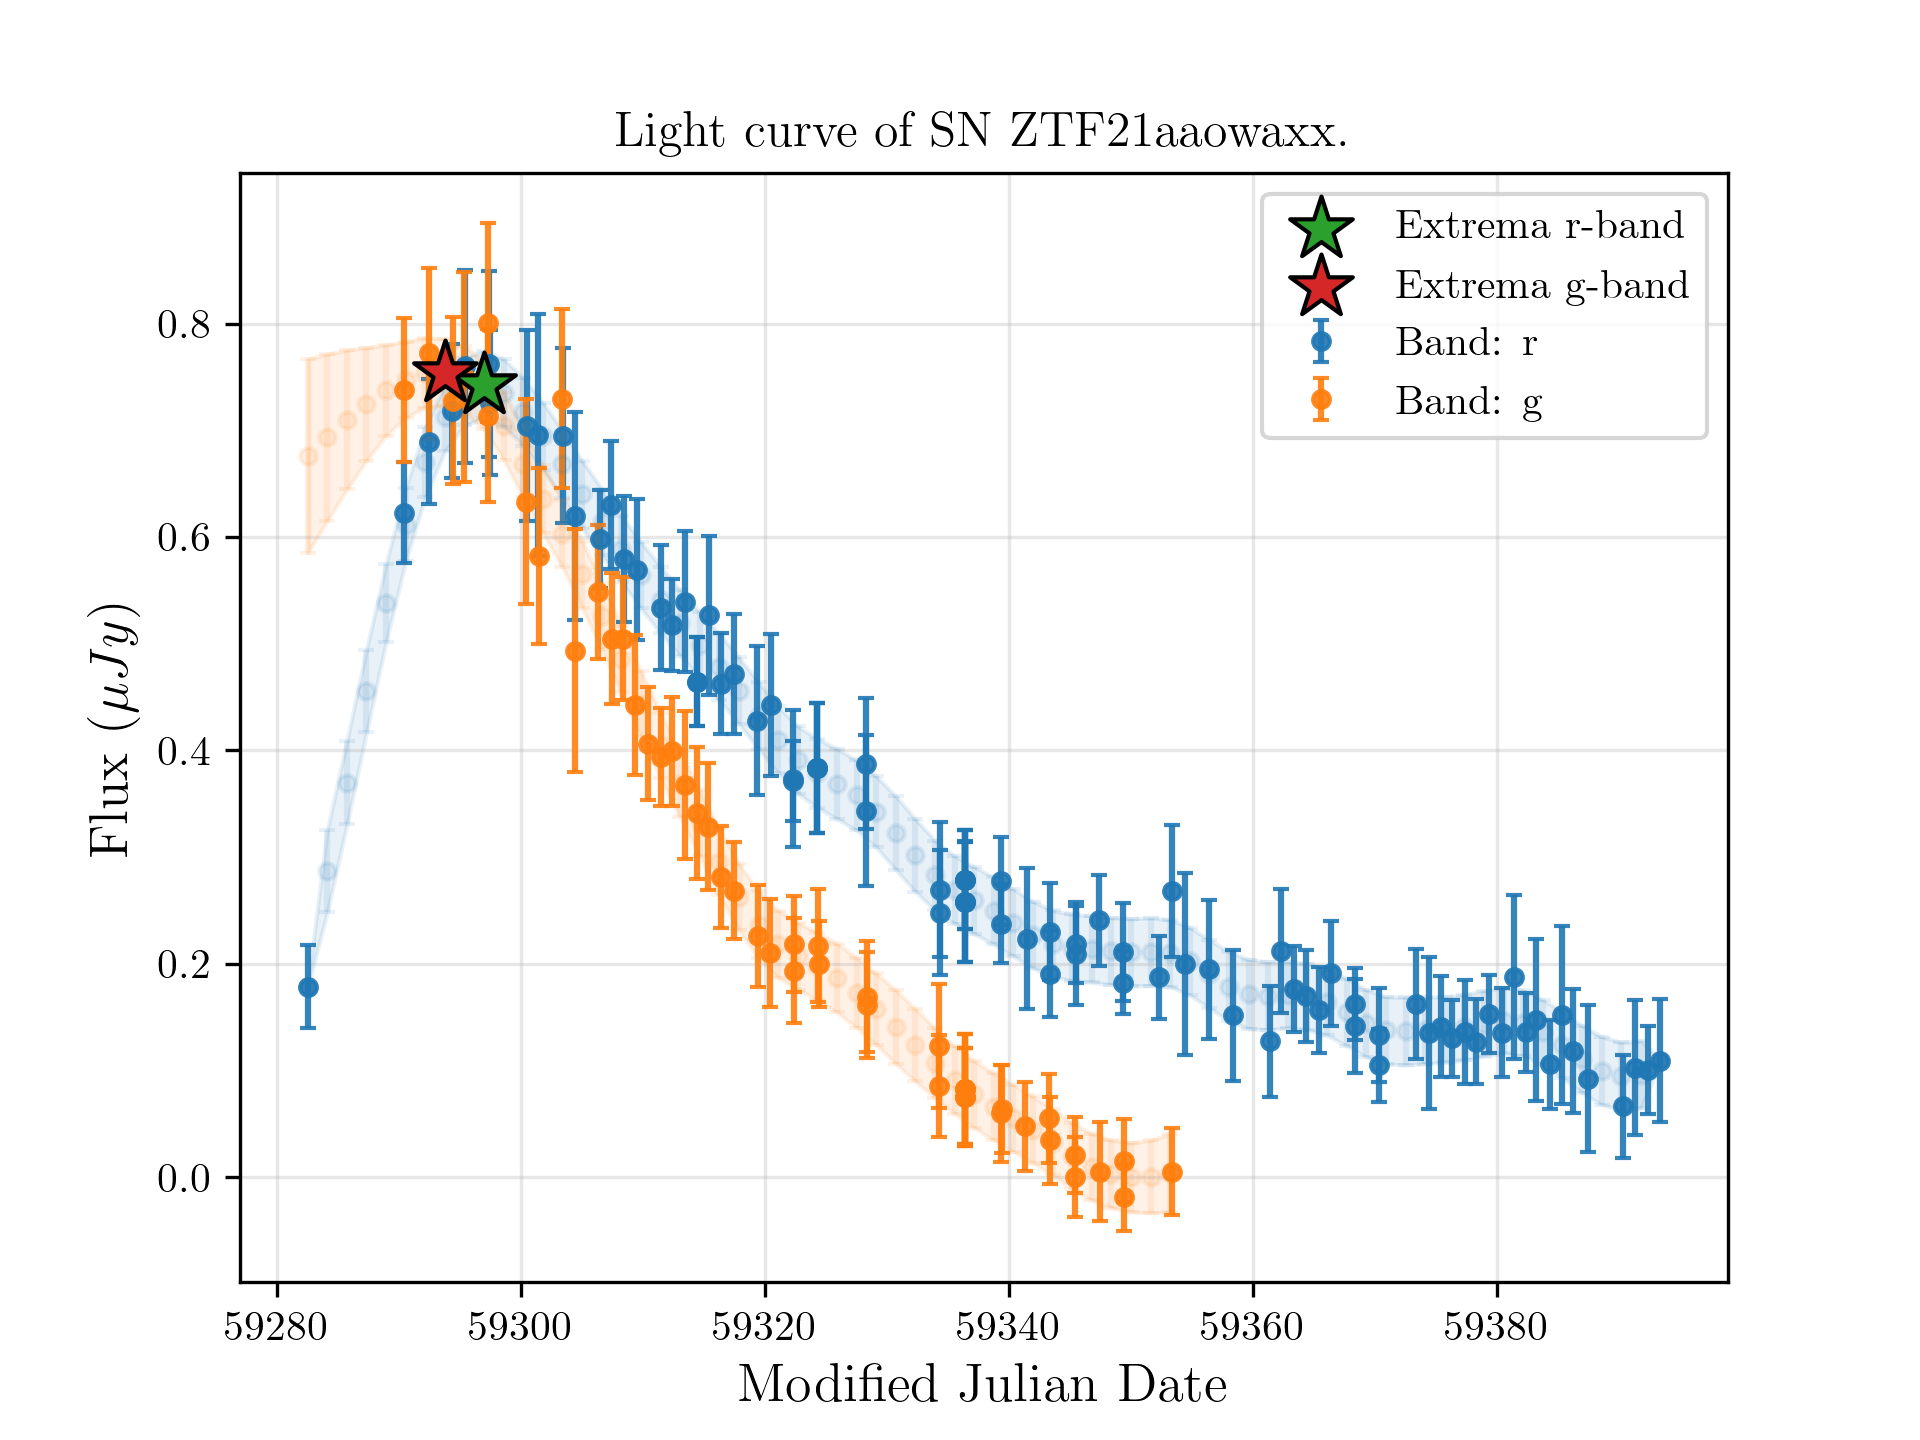 Light curve of SN ZTF21aaowaxx.
Extrema r-band
Extrema g-band
Band: r
Band: g
Flux (μJy)
0.8
0.6
0.4
0.2
0.0
59280 59300 59320 59340 59360 59380
Modified Julian Date